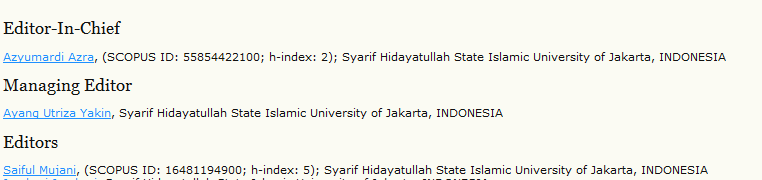 Editor-In-Chief
Azyumardi Azra, (SCOPUS ID: 55854422100; h-index: 2); Syarif Hidayatullah State Islamic University of Jakarta, INDONESIA
Managing Editor
Ayang Utriza Yakin, Syarif Hidayatullah State Islamic University of Jakarta, INDONESIA
Editors
Saiful Mujani, (SCOPUS ID: 16481194900; h-index: 5); Syarif Hidayatullah State Islamic University of Jakarta, INDONESIA